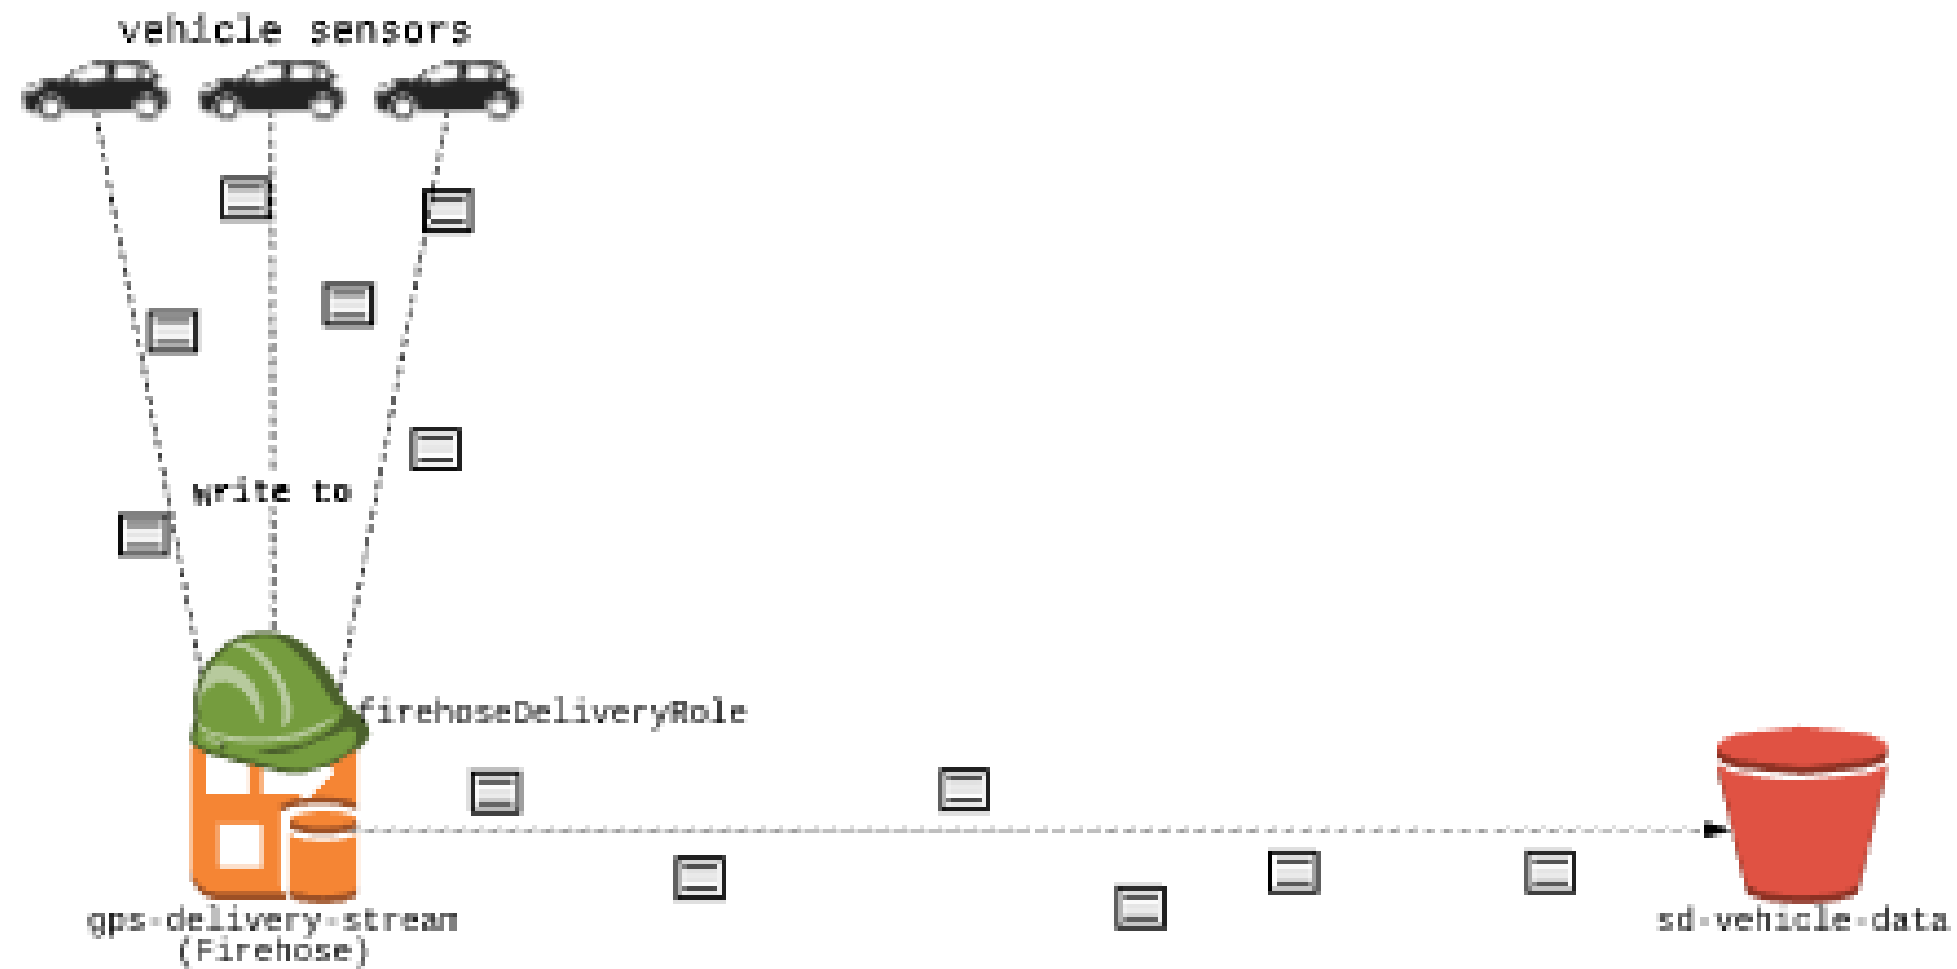 vehicle sensors
write to
firehoseDeliveryRole
gps-delivery-stream
(Firehose)
sd-vehicle-data